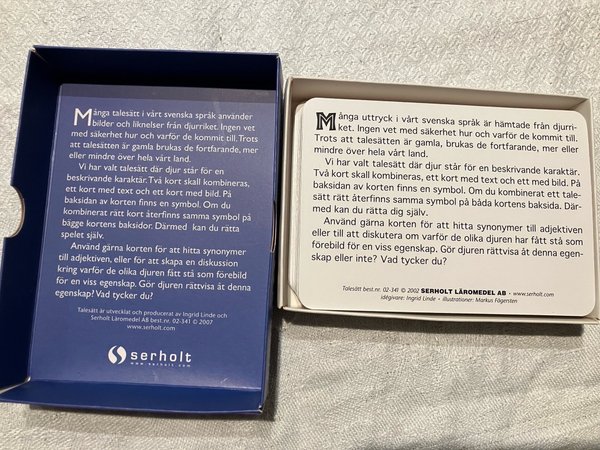 Många talesätt i vårt svenska språk använder
bilder och liknelser från djurriket. Ingen vet
med säkerhet hur och varför de kommit till. Trots
att talesätten är gamla, brukas de fortfarande, mer
eller mindre över hela vårt land.
Vi har valt talesätt där djur står för en
beskrivande karaktär. Två kort skall kombineras,
ett kort med text och ett kort med bild. På
baksidan av korten finns en symbol. Om du
kombinerat rätt kort återfinns samma symbol på
bägge kortens baksidor. Därmed kan du rätta
spelet själv.
Använd gärna korten för att hitta synonymer
till adjektiven, eller för att skapa en diskussion
kring varför de olika djuren fått stå som förebild
för en viss egenskap. Gör djuren rättvisa åt denna
egenskap? Vad tycker du?
Talesätt är utvecklat och producerat av Ingrid Linde och
Serholt Läromedel AB best.nr. 02-341 © 2007
www.serholt.com
serholt
www.serholt.com
Många uttryck i vårt svenska språk är hämtade från djurri-
ket. Ingen vet med säkerhet hur och varför de kommit till.
Trots att talesätten är gamla, brukas de fortfarande, mer eller
mindre över hela vårt land.
Vi har valt talesätt där djur står för en beskrivande karaktär.
Två kort skall kombineras, ett kort med text och ett med bild. På
baksidan av korten finns en symbol. Om du kombinerat ett tale-
sätt rätt återfinns samma symbol på båda kortens baksida. Där-
med kan du rätta dig själv.
Använd gärna korten för att hitta synonymer till adjektiven
eller till att diskutera om varför de olika djuren har fått stå som
förebild för en viss egenskap. Gör djuren rättvisa åt denna egen-
skap eller inte? Vad tycker du?
Talesätt best.nr. 02-341 © 2002 SERHOLT LÄROMEDEL AB - www.serholt.com
idégivare: Ingrid Linde - illustrationer: Markus Fägersten